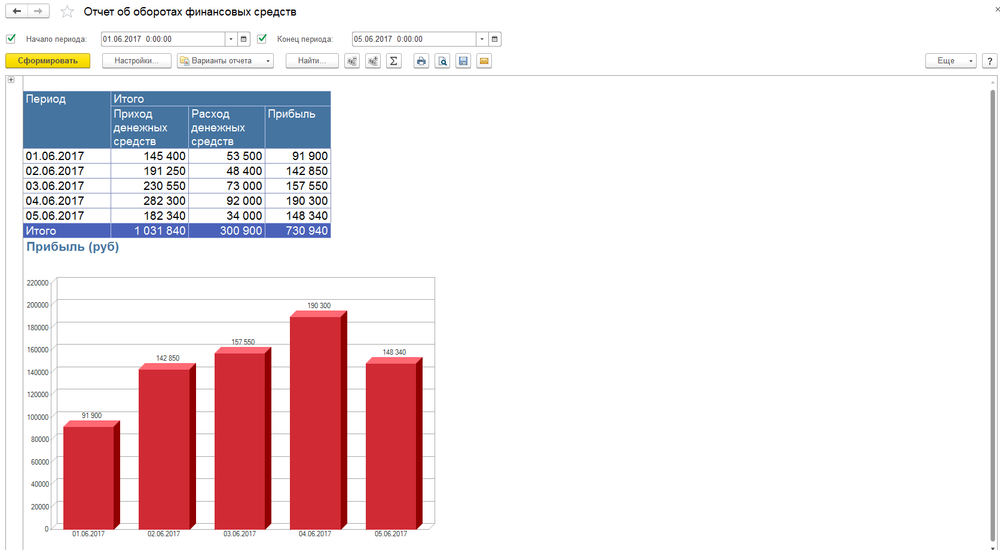 Отчет об оборотах финансовых средств
Начало периода: 01.06.2017 0:00:00 Конец периода: 05.06.2017 0:00:00
Сформировать Настройки... Варианты отчета Найти... Еще ?
Период Итого
Приход денежных средств Расход денежных средств Прибыль
01.06.2017 145 400 53 500 91 900
02.06.2017 191 250 48 400 142 850
03.06.2017 230 550 73 000 157 550
04.06.2017 282 300 92 000 190 300
05.06.2017 182 340 34 000 148 340
Итого 1 031 840 300 900 730 940
Прибыль (руб)
220000
200000
180000
160000
140000
120000
100000
80000
60000
40000
20000
0
91 900
142 850
157 550
190 300
148 340
01.06.2017 02.06.2017 03.06.2017 04.06.2017 05.06.2017